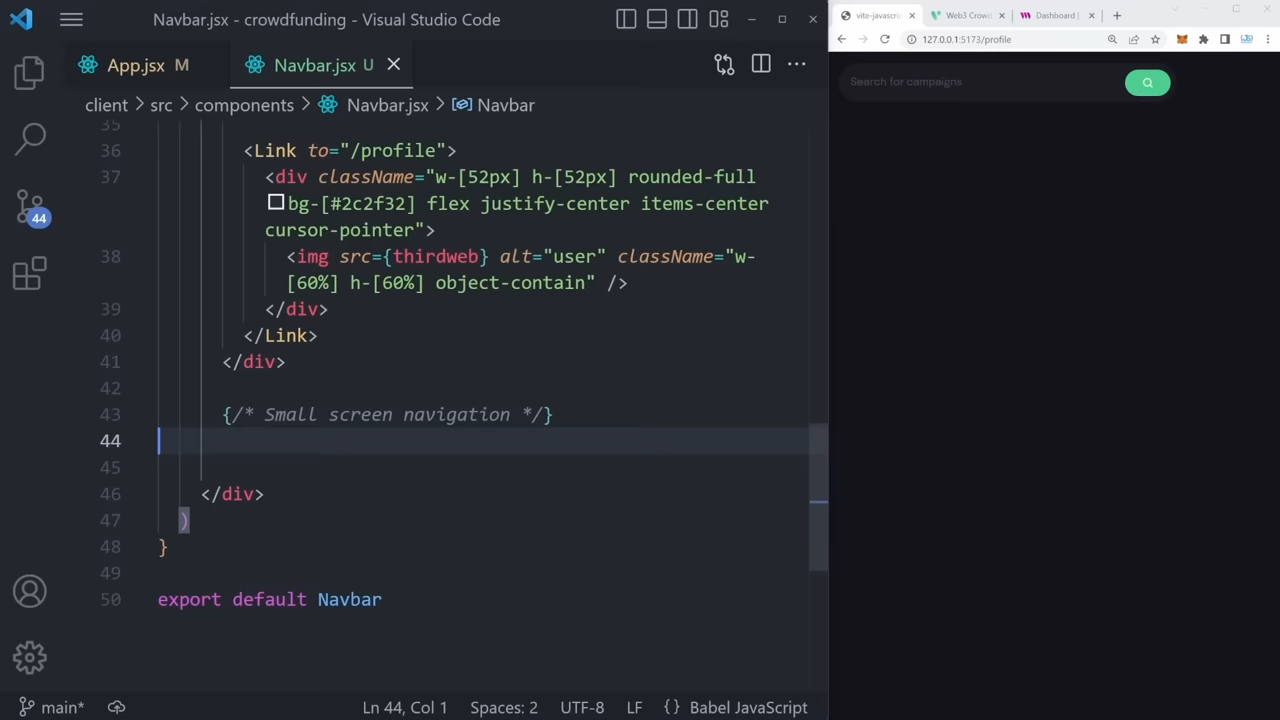 Navbar.jsx - crowdfunding - Visual Studio Code
App.jsx M
Navbar.jsx U
client > src > components > Navbar.jsx > Navbar
35
36 <Link to="/profile">
37 <div className="w-[52px] h-[52px] rounded-full
bg-[#2c2f32] flex justify-center items-center
cursor-pointer">
38 <img src={thirdweb} alt="user" className="w-
[60%] h-[60%] object-contain" />
39 </div>
40 </Link>
41 </div>
42
43 {/* Small screen navigation */}
44
45
46 </div>
47 )
48 }
49
50 export default Navbar
44
main*
Ln 44, Col 1
Spaces: 2
UTF-8
LF
{} Babel JavaScript
vite-javascri
Web3 Crowd
Dashboard |
127.0.0.1:5173/profile
Search for campaigns